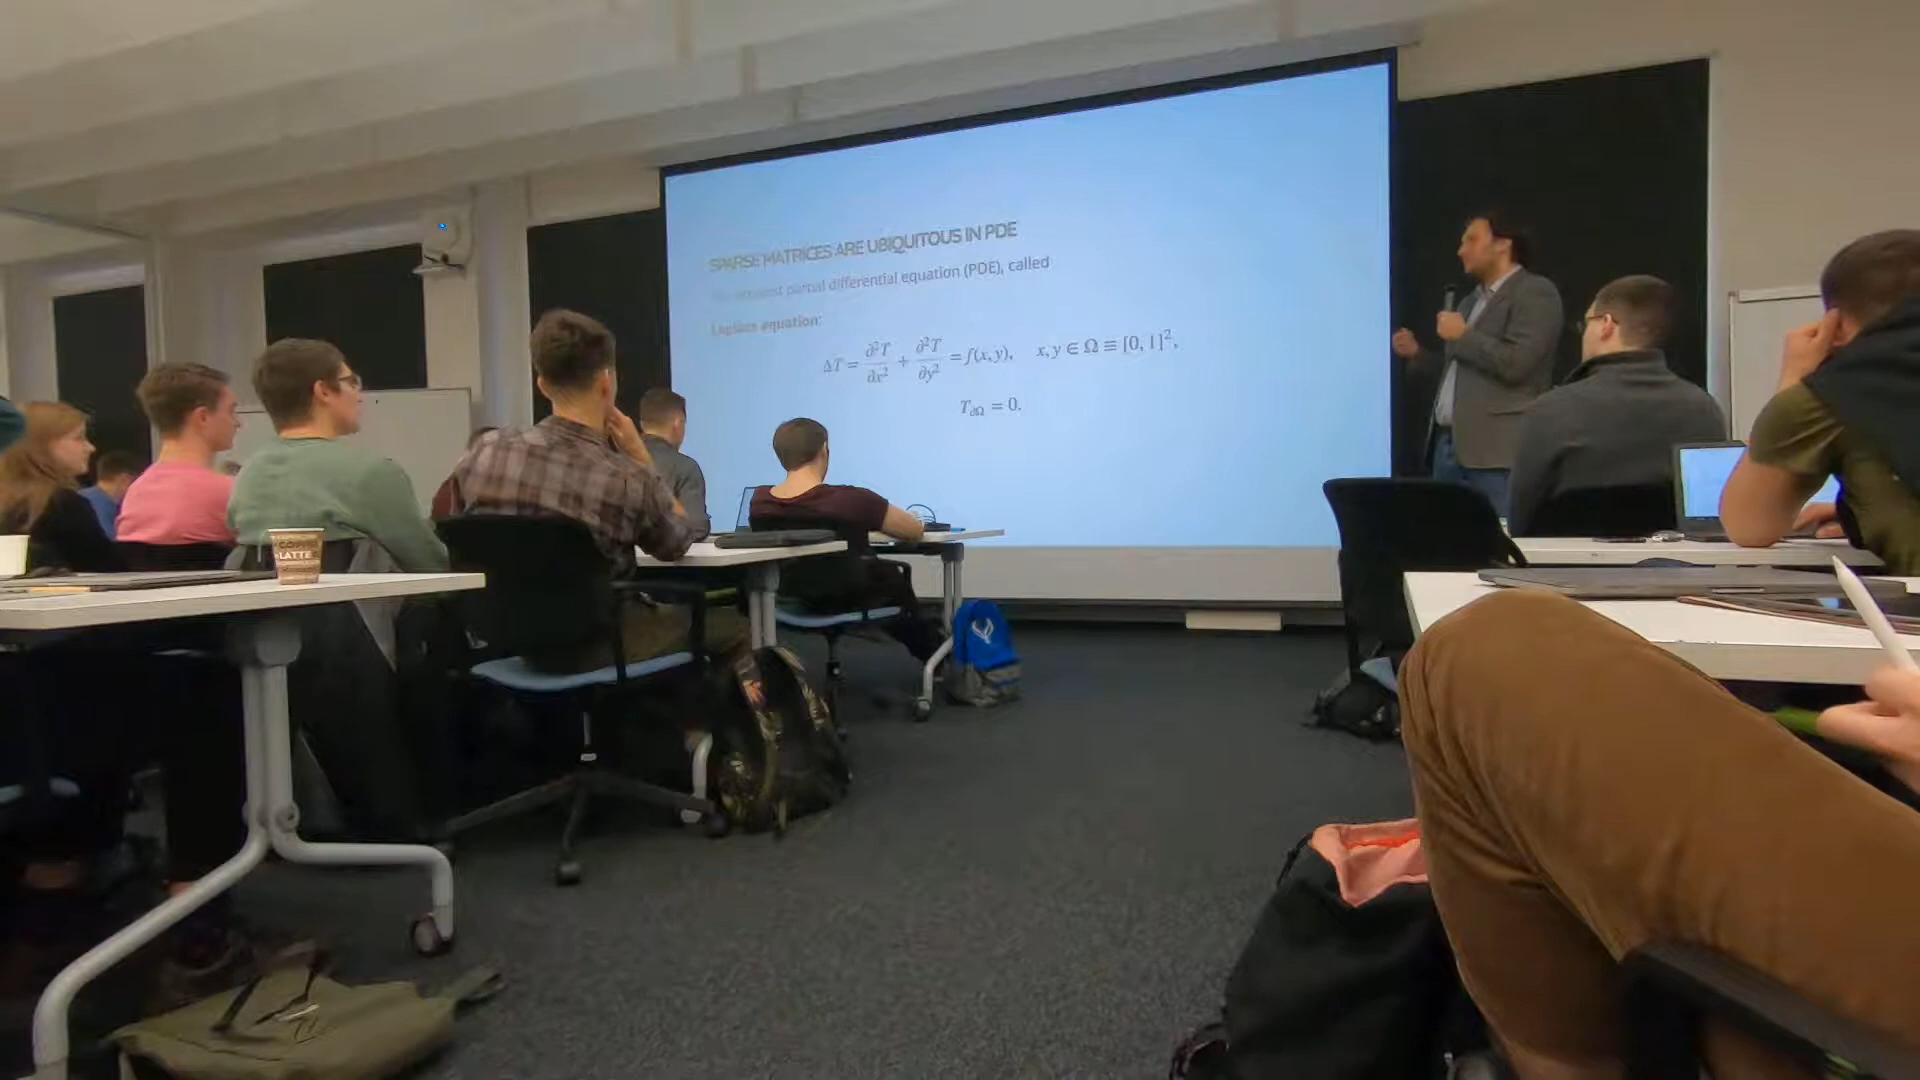 SPARSE MATRICES ARE UBIQUITOUS IN PDE
partial differential equation (PDE), called
Laplace equation:
ΔT = ∂²T/∂x² + ∂²T/∂y² = f(x, y),    x, y ∈ Ω ≡ [0, 1]²,
T_∂Ω = 0.
LATTE